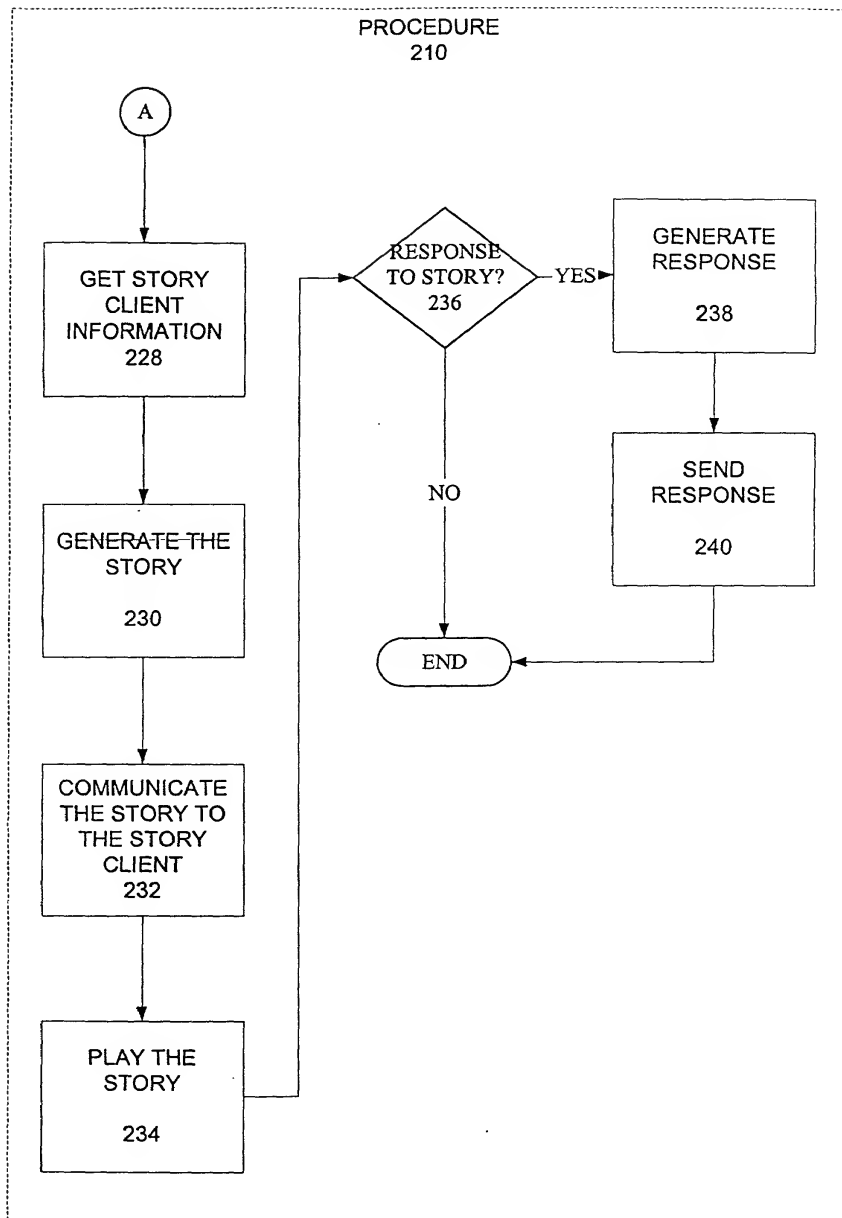 PROCEDURE
210
A
GET STORY
CLIENT
INFORMATION
228
GENERATE THE
STORY
230
COMMUNICATE
THE STORY TO
THE STORY
CLIENT
232
PLAY THE
STORY
234
RESPONSE
TO STORY?
236
YES
NO
GENERATE
RESPONSE
238
SEND
RESPONSE
240
END